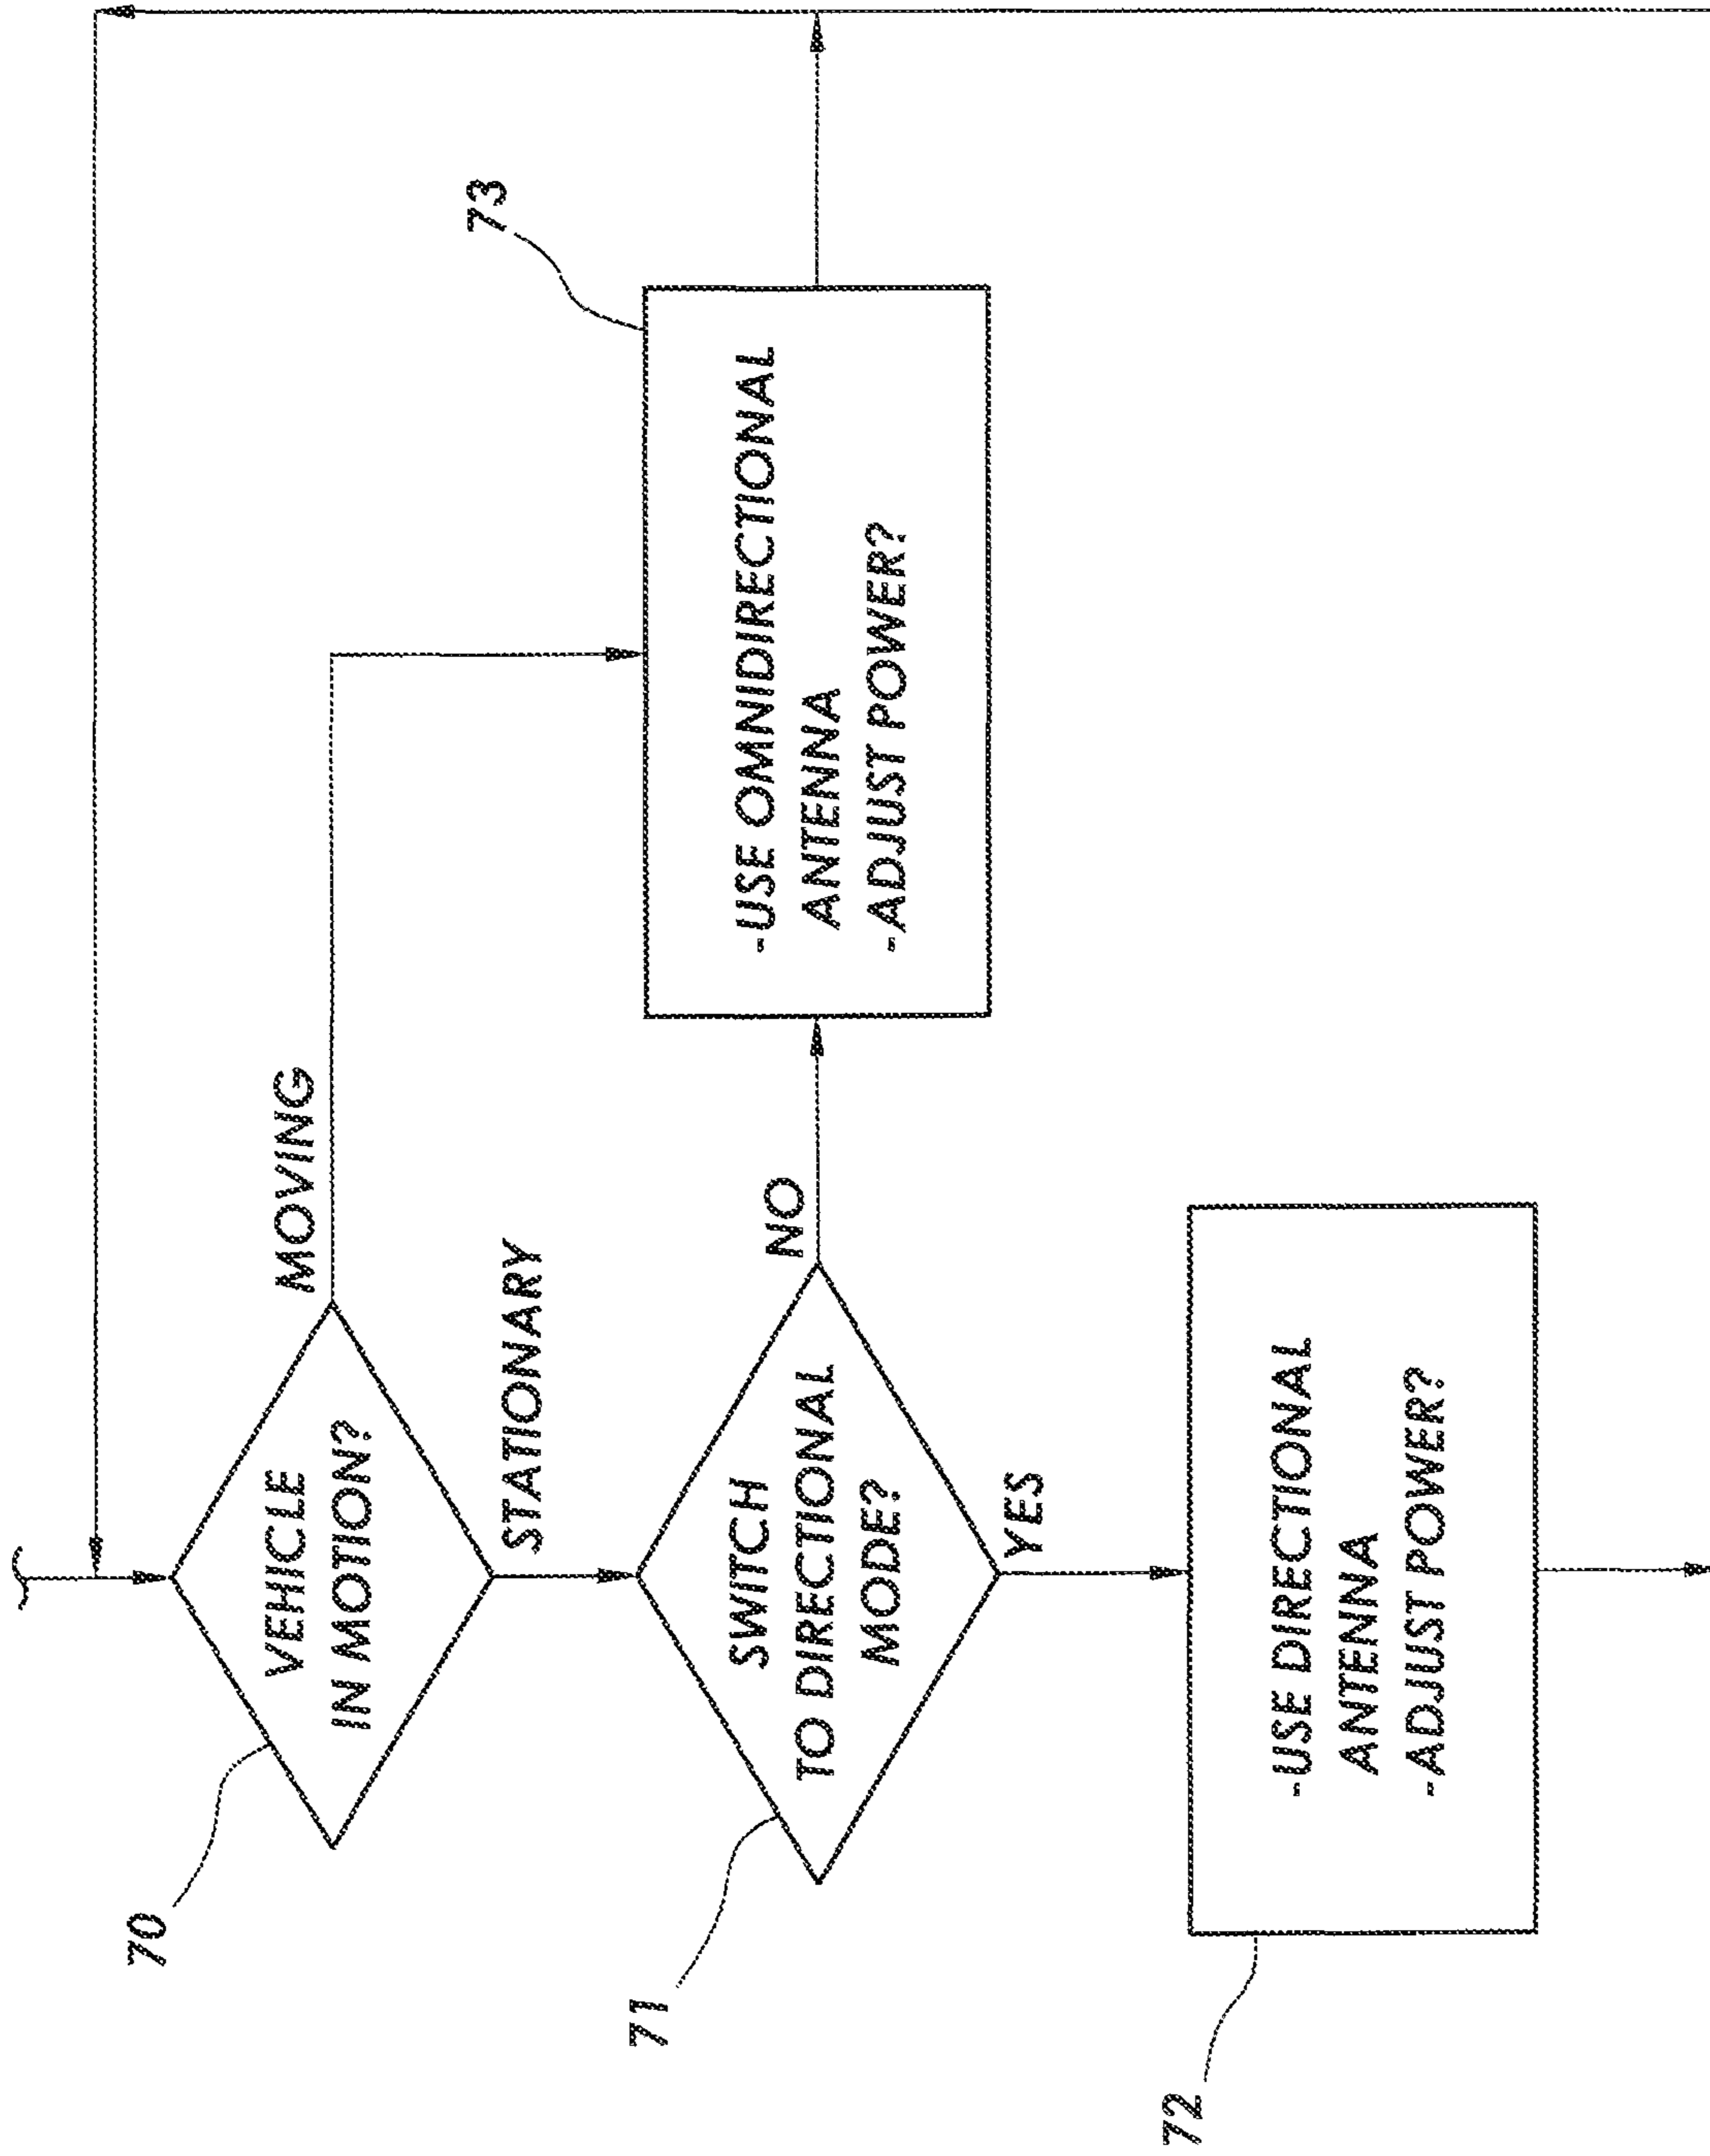 70
VEHICLE
IN MOTION?
MOVING
STATIONARY
71
SWITCH
TO DIRECTIONAL
MODE?
NO
YES
73
-USE OMNIDIRECTIONAL
ANTENNA
-ADJUST POWER?
72
-USE DIRECTIONAL
ANTENNA
-ADJUST POWER?